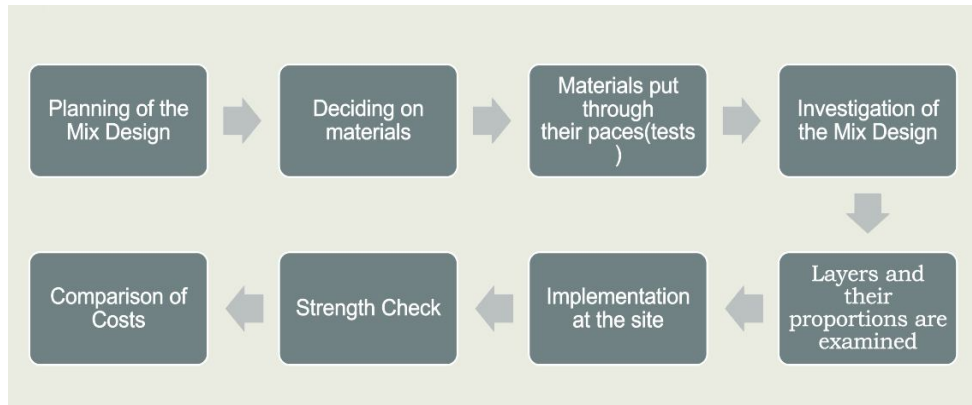 Planning of the
Mix Design
Deciding on
materials
Materials put
through
their paces(tests
)
Investigation of
the Mix Design
Layers and
their
proportions are
examined
Implementation
at the site
Strength Check
Comparison of
Costs